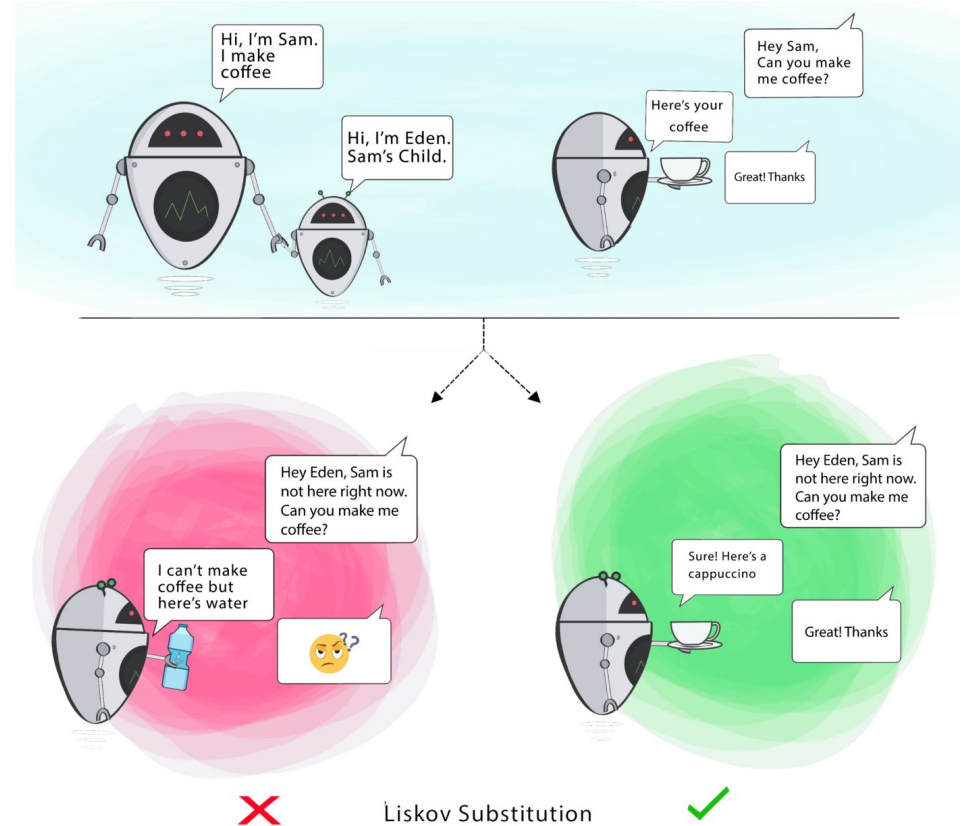 Hi, I'm Sam.
I make
coffee
Hi, I'm Eden.
Sam's Child.
Hey Sam,
Can you make
me coffee?
Here's your
coffee
Great! Thanks
Hey Eden, Sam is
not here right now.
Can you make me
coffee?
I can't make
coffee but
here's water
??
Hey Eden, Sam is
not here right now.
Can you make me
coffee?
Sure! Here's a
cappuccino
Great! Thanks
Liskov Substitution